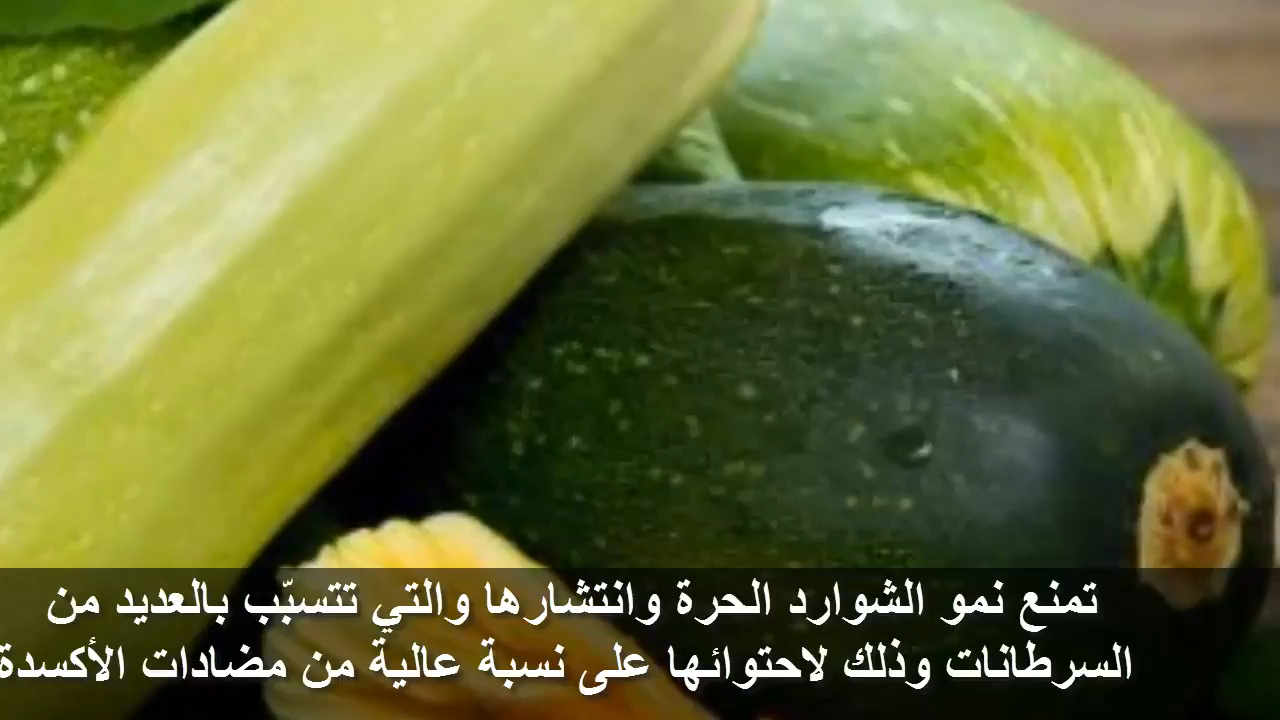 تمنع نمو الشوارد الحرة وانتشارها والتي تتسبّب بالعديد من
السرطانات وذلك لاحتوائها على نسبة عالية من مضادات الأكسدة